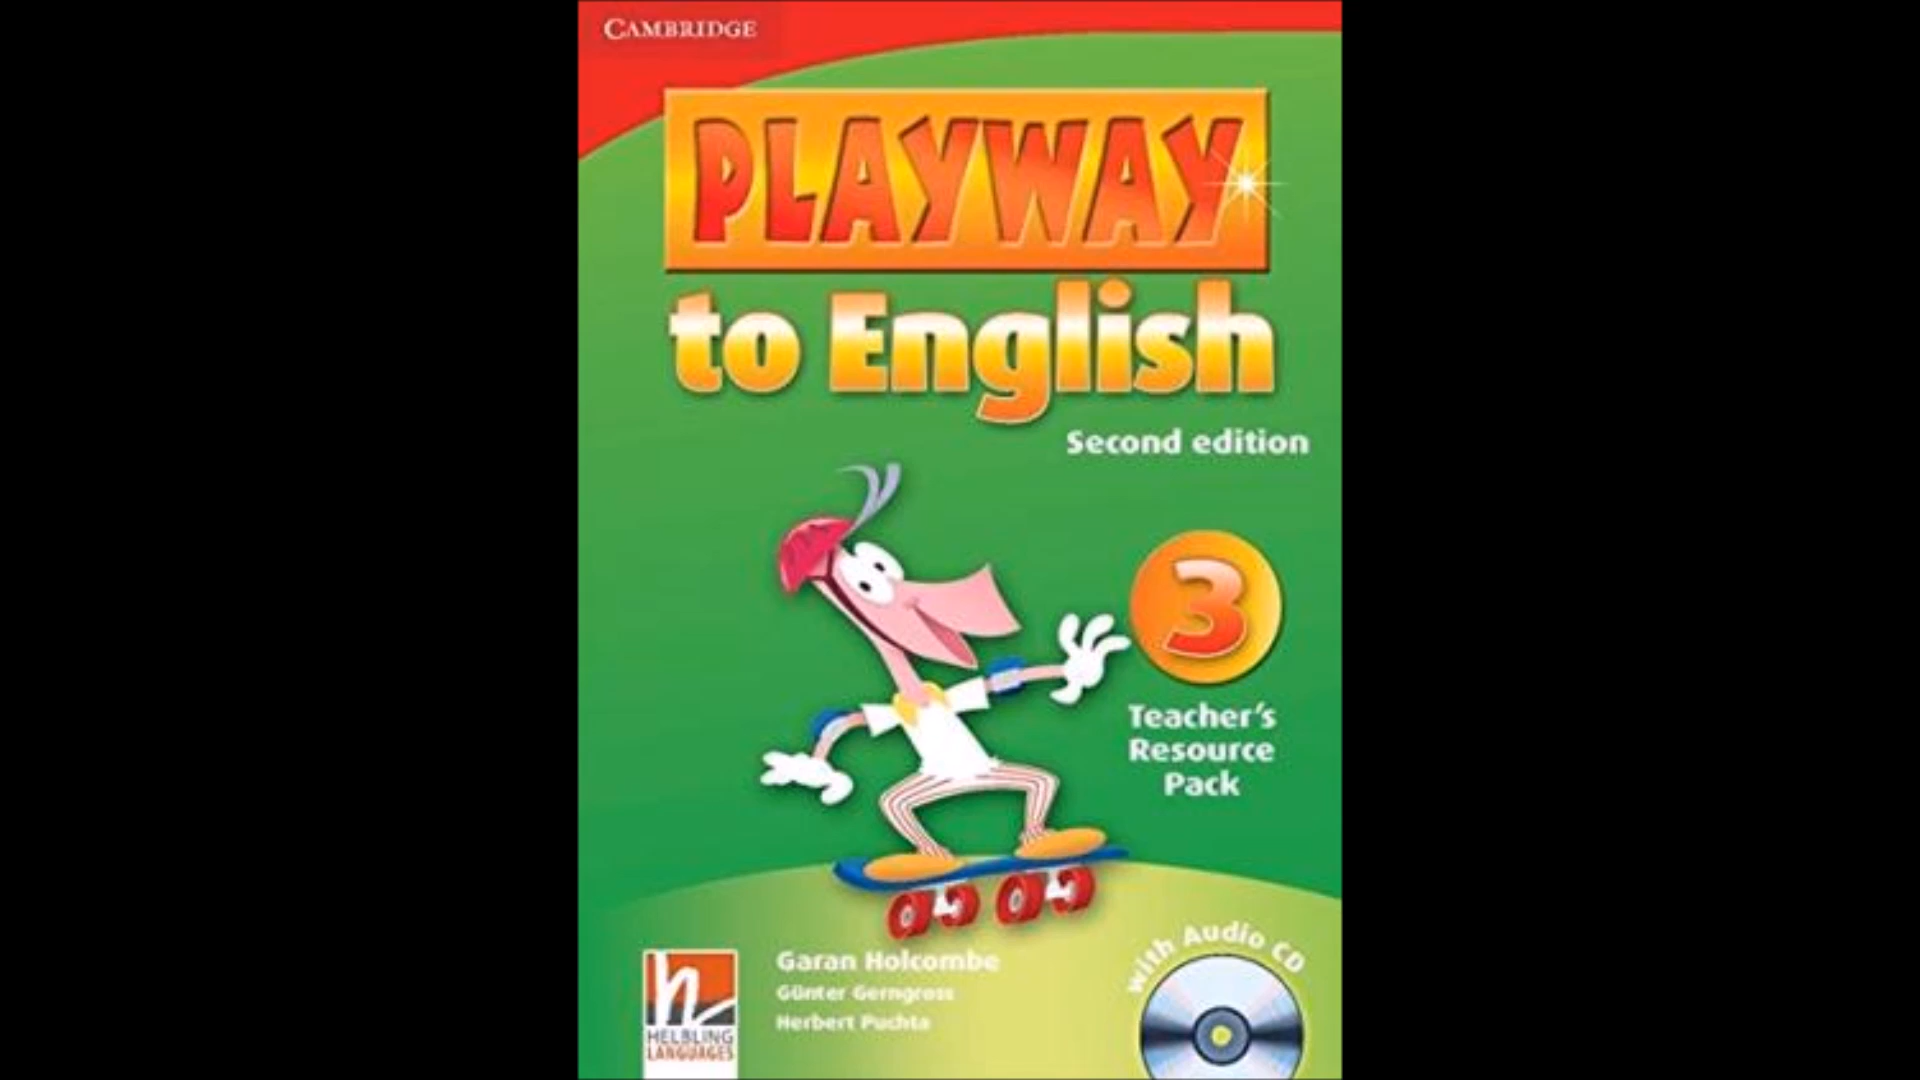 CAMBRIDGE
PLAYWAY
to English
Second edition
3
Teacher's
Resource
Pack
with Audio CD
Garan Holcombe
Günter Gerngross
Herbert Puchta
h
HELBLING
LANGUAGES